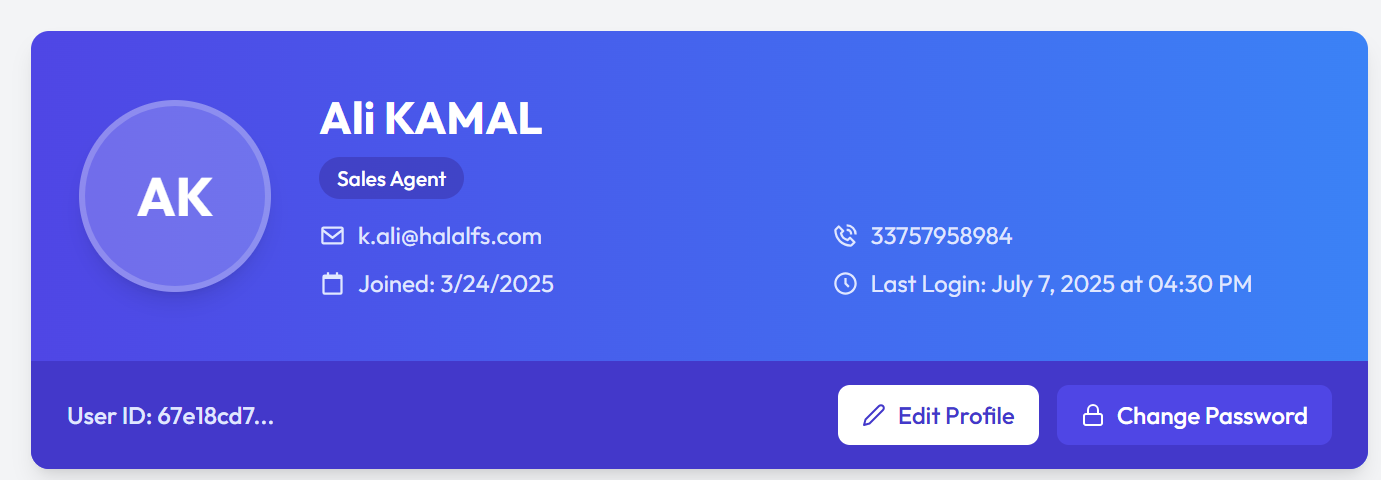 AK
Ali KAMAL
Sales Agent
k.ali@halalfs.com
33757958984
Joined: 3/24/2025
Last Login: July 7, 2025 at 04:30 PM
User ID: 67e18cd7...
Edit Profile
Change Password